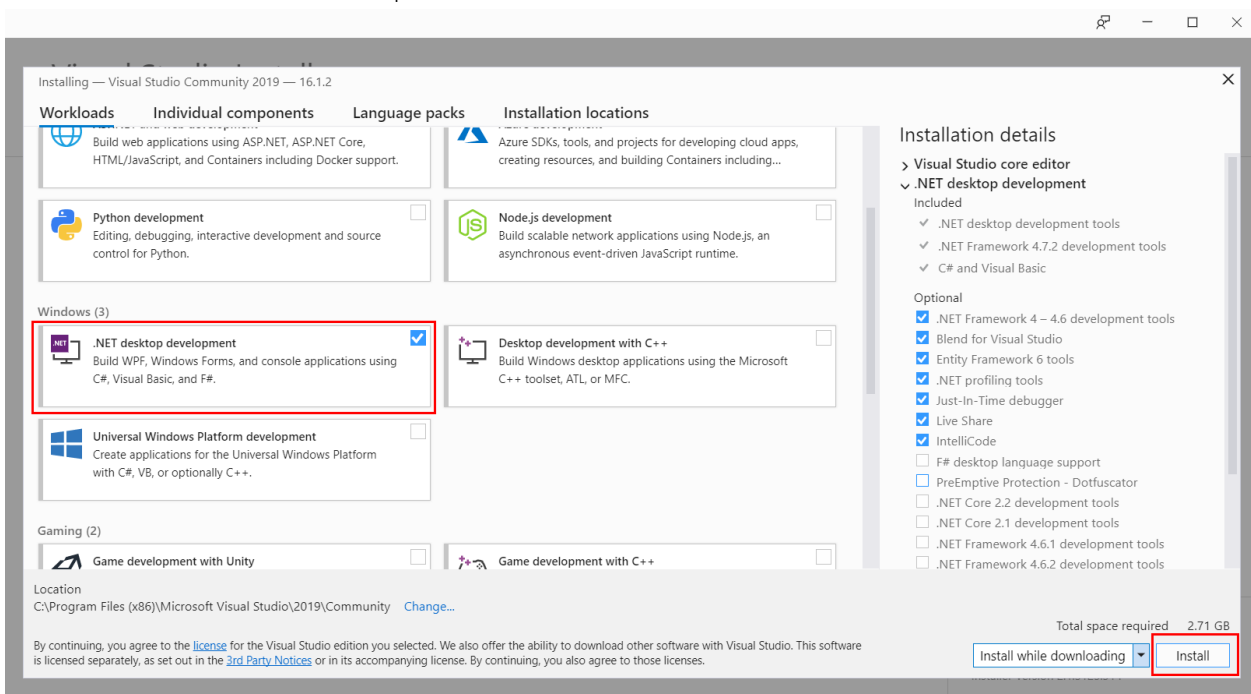 Installing — Visual Studio Community 2019 — 16.1.2
Workloads Individual components Language packs Installation locations
Build web applications using ASP.NET, ASP.NET Core,
HTML/JavaScript, and Containers including Docker support.
Azure SDKs, tools, and projects for developing cloud apps,
creating resources, and building Containers including...
Python development
Editing, debugging, interactive development and source
control for Python.
Node.js development
Build scalable network applications using Node.js, an
asynchronous event-driven JavaScript runtime.
Windows (3)
.NET
.NET desktop development
Build WPF, Windows Forms, and console applications using
C#, Visual Basic, and F#.
Desktop development with C++
Build Windows desktop applications using the Microsoft
C++ toolset, ATL, or MFC.
Universal Windows Platform development
Create applications for the Universal Windows Platform
with C#, VB, or optionally C++.
Gaming (2)
Game development with Unity
Game development with C++
Installation details
Visual Studio core editor
.NET desktop development
Included
.NET desktop development tools
.NET Framework 4.7.2 development tools
C# and Visual Basic
Optional
.NET Framework 4 – 4.6 development tools
Blend for Visual Studio
Entity Framework 6 tools
.NET profiling tools
Just-In-Time debugger
Live Share
IntelliCode
F# desktop language support
PreEmptive Protection - Dotfuscator
.NET Core 2.2 development tools
.NET Core 2.1 development tools
.NET Framework 4.6.1 development tools
.NET Framework 4.6.2 development tools
Location
C:\Program Files (x86)\Microsoft Visual Studio\2019\Community Change...
Total space required 2.71 GB
By continuing, you agree to the license for the Visual Studio edition you selected. We also offer the ability to download other software with Visual Studio. This software
is licensed separately, as set out in the 3rd Party Notices or in its accompanying license. By continuing, you also agree to those licenses.
Install while downloading Install